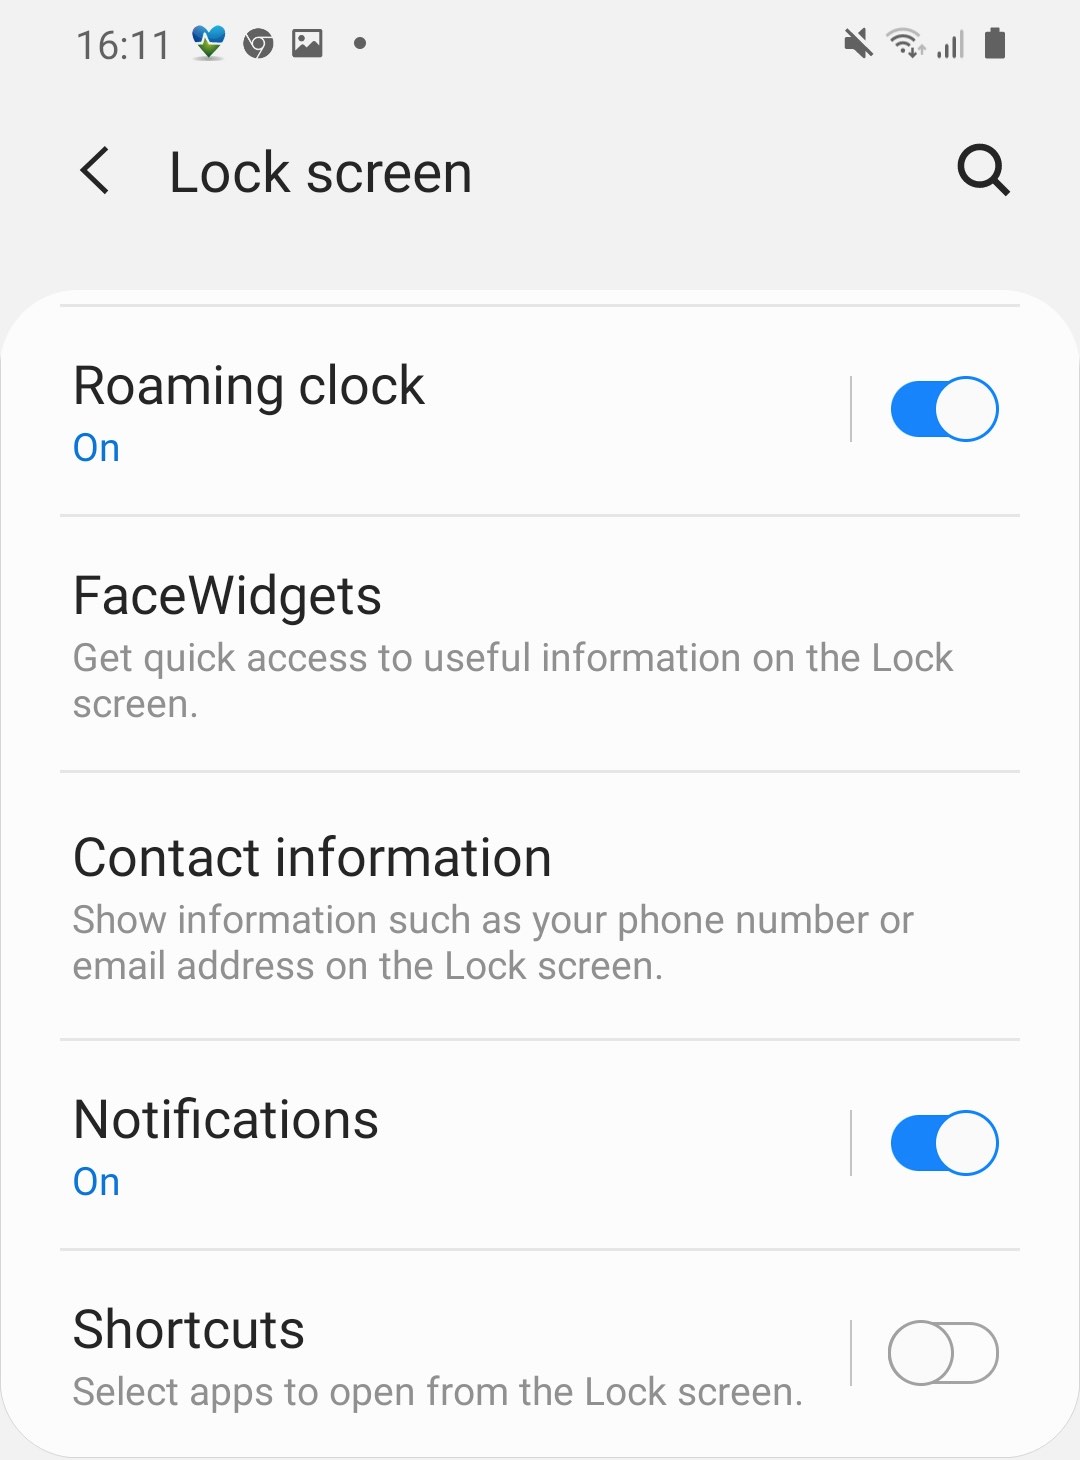 16:11
Lock screen
Roaming clock
On
FaceWidgets
Get quick access to useful information on the Lock
screen.
Contact information
Show information such as your phone number or
email address on the Lock screen.
Notifications
On
Shortcuts
Select apps to open from the Lock screen.